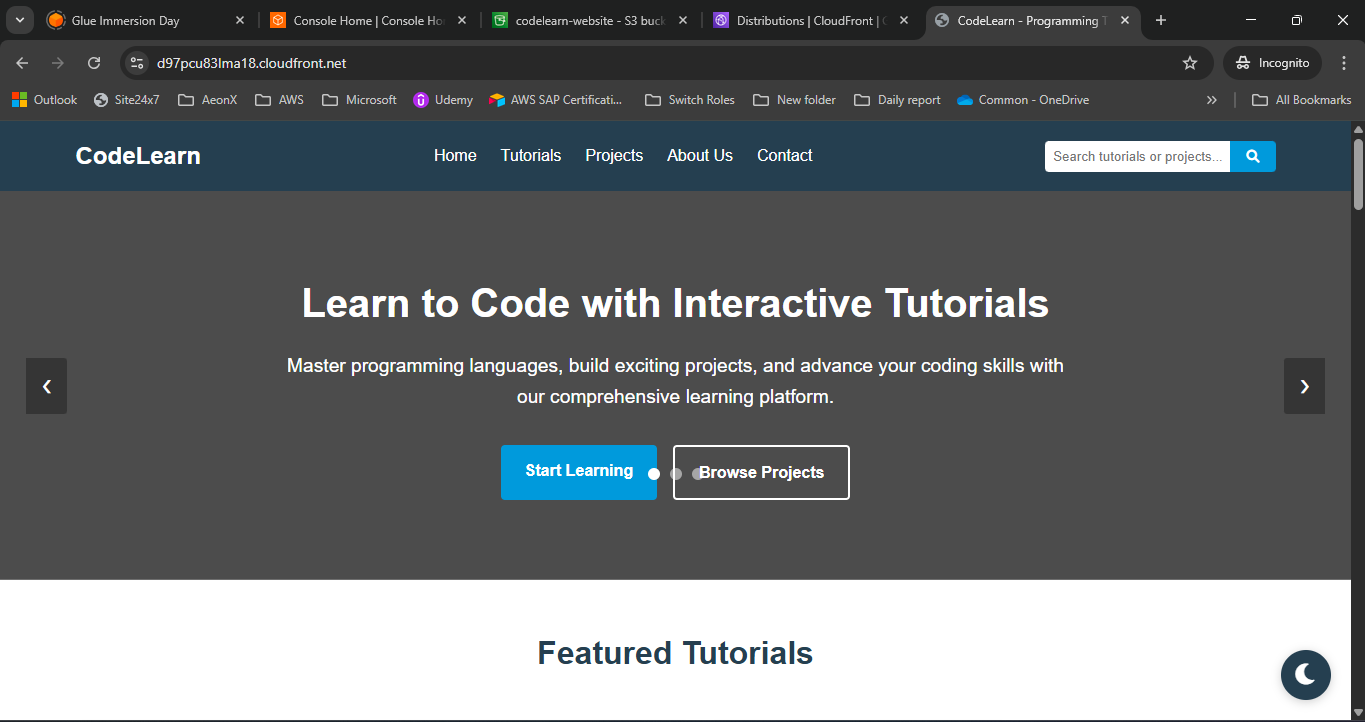 Glue Immersion Day
Console Home | Console Ho
codelearn-website - S3 buck
Distributions | CloudFront |
CodeLearn - Programming T
d97pcu83lma18.cloudfront.net
Incognito
Outlook
Site24x7
AeonX
AWS
Microsoft
Udemy
AWS SAP Certificati...
Switch Roles
New folder
Daily report
Common - OneDrive
All Bookmarks
CodeLearn
Home
Tutorials
Projects
About Us
Contact
Search tutorials or projects...
Learn to Code with Interactive Tutorials
Master programming languages, build exciting projects, and advance your coding skills with
our comprehensive learning platform.
Start Learning
Browse Projects
Featured Tutorials